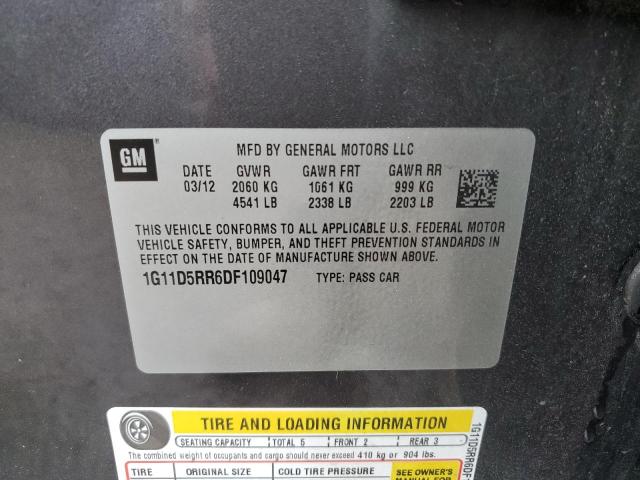 GM
MFD BY GENERAL MOTORS LLC
DATE GVWR GAWR FRT GAWR RR
03/12 2060 KG 1061 KG 999 KG
4541 LB 2338 LB 2203 LB
THIS VEHICLE CONFORMS TO ALL APPLICABLE U.S. FEDERAL MOTOR
VEHICLE SAFETY, BUMPER, AND THEFT PREVENTION STANDARDS IN
EFFECT ON THE DATE OF MANUFACTURE SHOWN ABOVE.
1G11D5RR6DF109047 TYPE: PASS CAR
TIRE AND LOADING INFORMATION
SEATING CAPACITY TOTAL 5 FRONT 2 REAR 3
The combined weight of occupants and cargo should never exceed 410 kg or 904 lbs.
TIRE ORIGINAL SIZE COLD TIRE PRESSURE
SEE OWNER'S
MANUAL FOR
1G11D5RR6DF